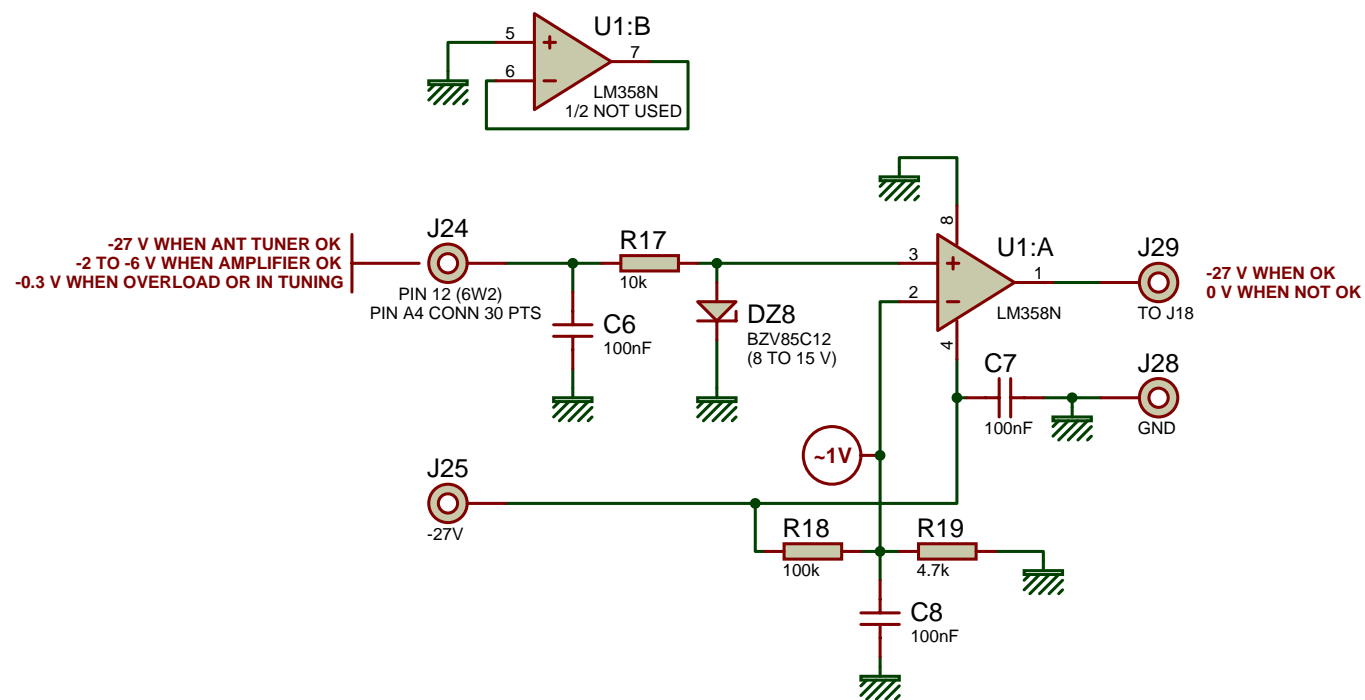 U1:B
5
6
7
LM358N
1/2 NOT USED
-27 V WHEN ANT TUNER OK
-2 TO -6 V WHEN AMPLIFIER OK
-0.3 V WHEN OVERLOAD OR IN TUNING
J24
PIN 12 (6W2)
PIN A4 CONN 30 PTS
R17
10k
C6
100nF
DZ8
BZV85C12
(8 TO 15 V)
8
3
2
4
1
U1:A
LM358N
J29
TO J18
-27 V WHEN OK
0 V WHEN NOT OK
C7
100nF
J28
GND
~1V
J25
-27V
R18
100k
R19
4.7k
C8
100nF